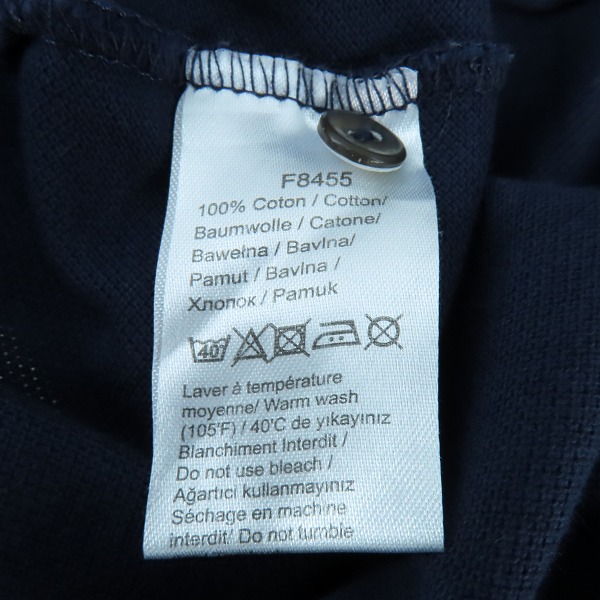 F8455
100% Coton / Cotton/
Baumwolle / Catone/
Bawełna / Bavlna/
Pamut / Bavlna /
Хлопок / Pamuk
40
Laver à température
moyenne/ Warm wash
(105'F) / 40'C de yıkayınız
Blanchiment Interdit /
Do not use bleach /
Ağartıcı kullanmayınız
Séchage en machine
interdit/ Do not tumble